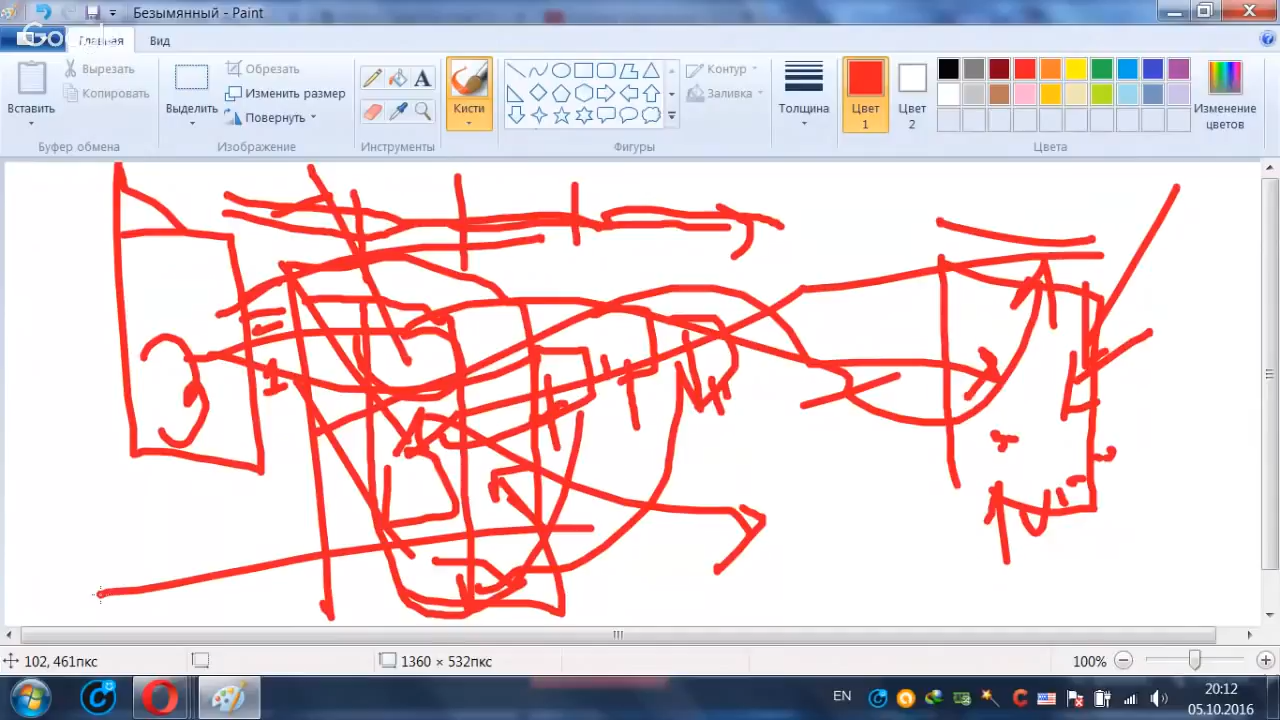 Безымянный - Paint
Главная
Вид
Вставить
Вырезать
Копировать
Буфер обмена
Выделить
Обрезать
Изменить размер
Повернуть
Изображение
A
Инструменты
Кисти
Контур
Заливка
Фигуры
Толщина
Цвет 1
Цвет 2
Изменение цветов
Цвета
102, 461пкс
1360 × 532пкс
100%
EN
20:12
05.10.2016